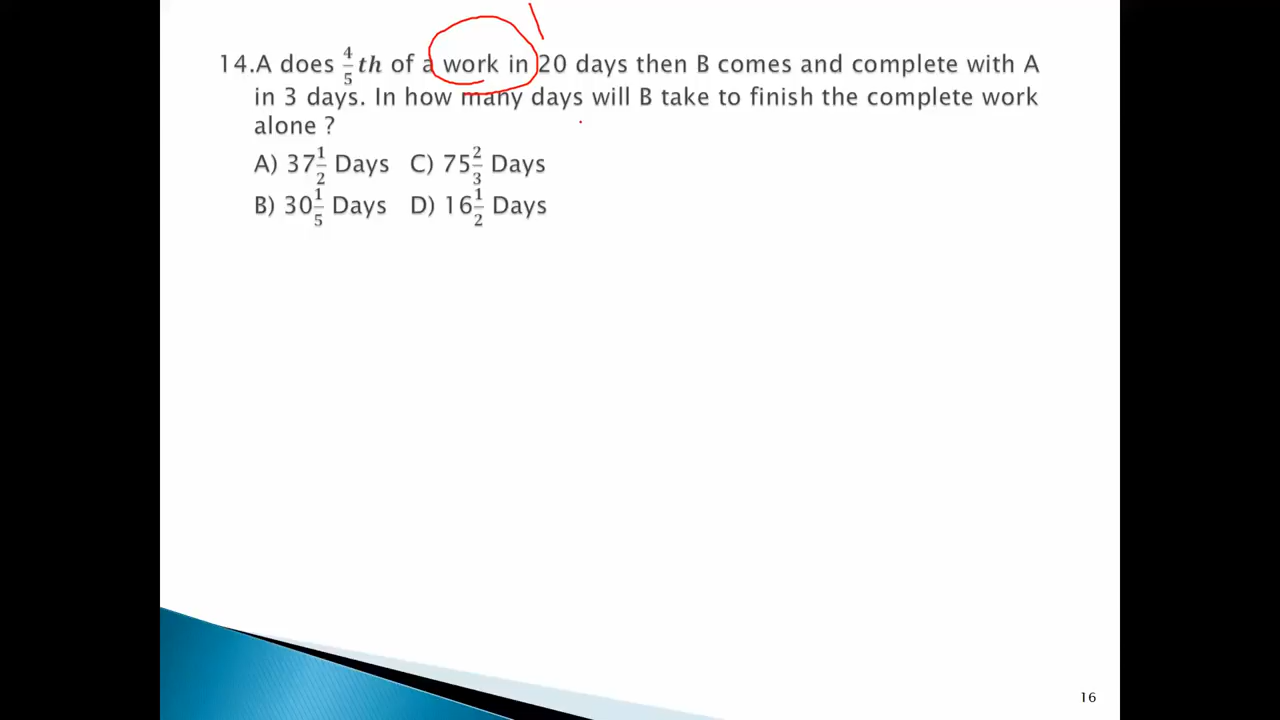 14.A does 4/5 th of a work in 20 days then B comes and complete with A
in 3 days. In how many days will B take to finish the complete work
alone ?
A) 37 1/2 Days C) 75 2/3 Days
B) 30 1/5 Days D) 16 1/2 Days
16